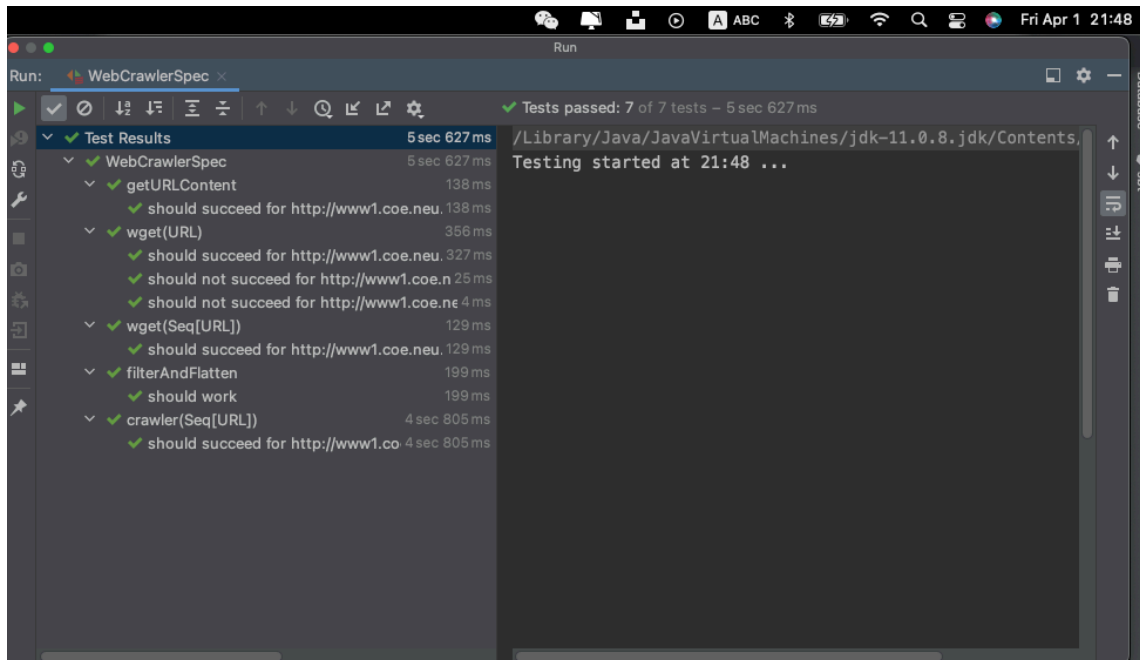 A ABC Fri Apr 1 21:48
Run
Run: WebCrawlerSpec
Tests passed: 7 of 7 tests – 5 sec 627 ms
Test Results 5 sec 627 ms
WebCrawlerSpec 5 sec 627 ms
getURLContent 138 ms
should succeed for http://www1.coe.neu. 138 ms
wget(URL) 356 ms
should succeed for http://www1.coe.neu. 327 ms
should not succeed for http://www1.coe.n 25 ms
should not succeed for http://www1.coe.ne 4 ms
wget(Seq[URL]) 129 ms
should succeed for http://www1.coe.neu. 129 ms
filterAndFlatten 199 ms
should work 199 ms
crawler(Seq[URL]) 4 sec 805 ms
should succeed for http://www1.co 4 sec 805 ms
/Library/Java/JavaVirtualMachines/jdk-11.0.8.jdk/Contents/
Testing started at 21:48 ...